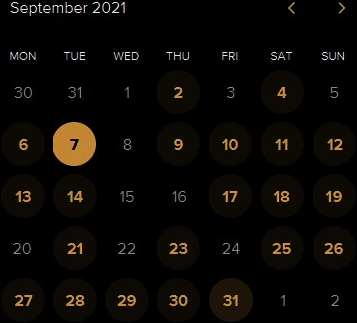 September 2021
MON TUE WED THU FRI SAT SUN
30 31 1 2 3 4 5
6 7 8 9 10 11 12
13 14 15 16 17 18 19
20 21 22 23 24 25 26
27 28 29 30 31 1 2